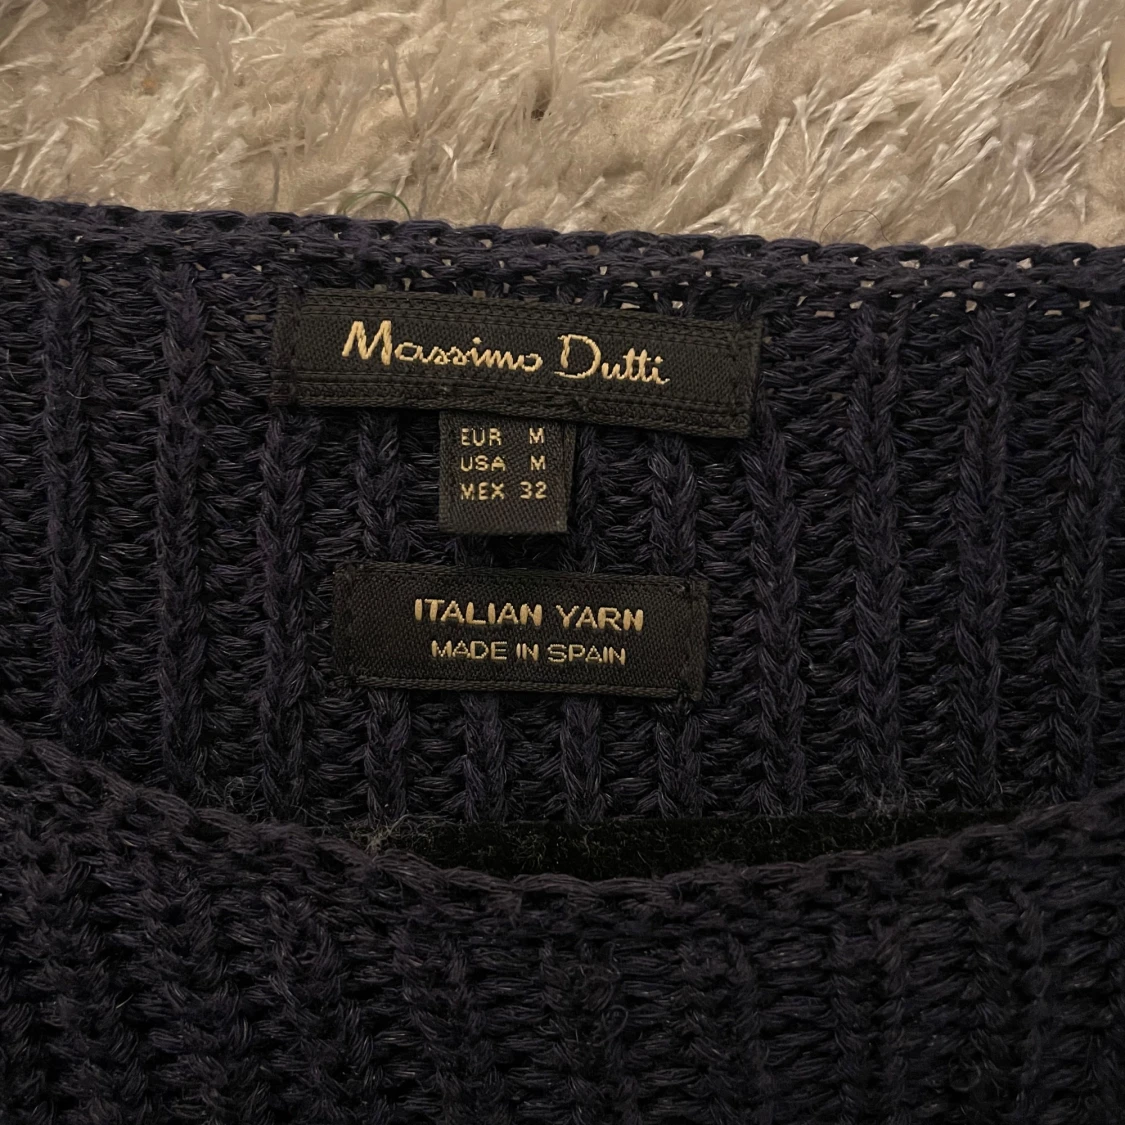 Massimo Dutti
EUR M
USA M
MEX 32
ITALIAN YARN
MADE IN SPAIN